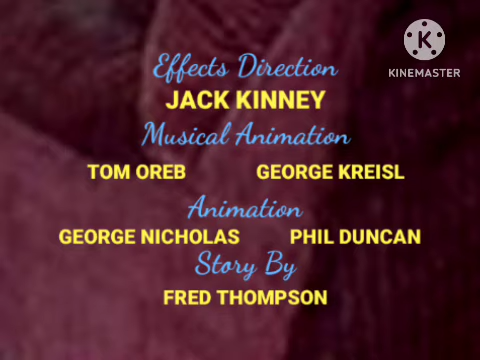 Effects Direction
KINEMASTER
JACK KINNEY
Musical Animation
TOM OREB GEORGE KREISL
Animation
GEORGE NICHOLAS PHIL DUNCAN
Story By
FRED THOMPSON